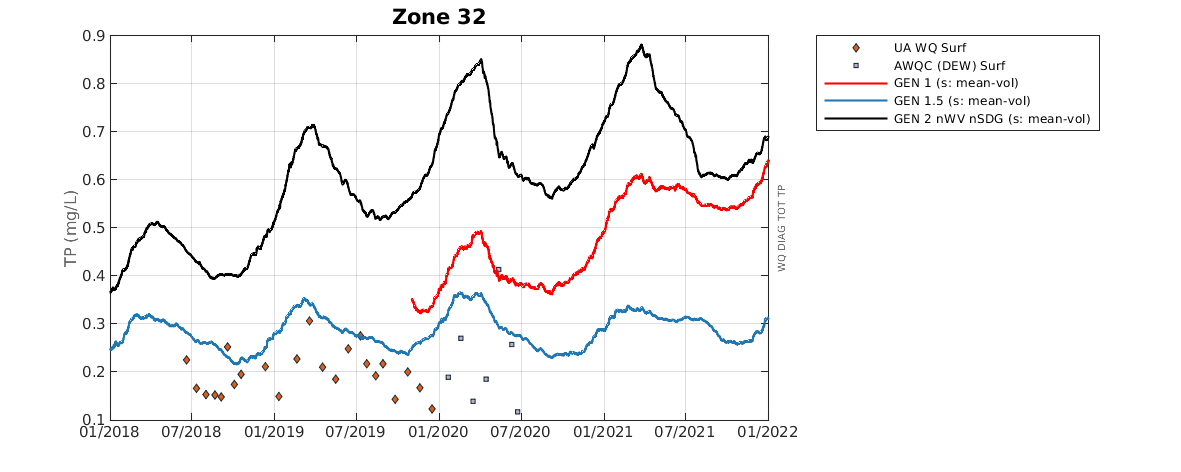 Zone 32
0.9
0.8
0.7
0.6
0.5
0.4
0.3
0.2
0.1
TP (mg/L)
01/2018 07/2018 01/2019 07/2019 01/2020 07/2020 01/2021 07/2021 01/2022
WQ DIAG TOT TP
UA WQ Surf
AWQC (DEW) Surf
GEN 1 (s: mean-vol)
GEN 1.5 (s: mean-vol)
GEN 2 nWV nSDG (s: mean-vol)